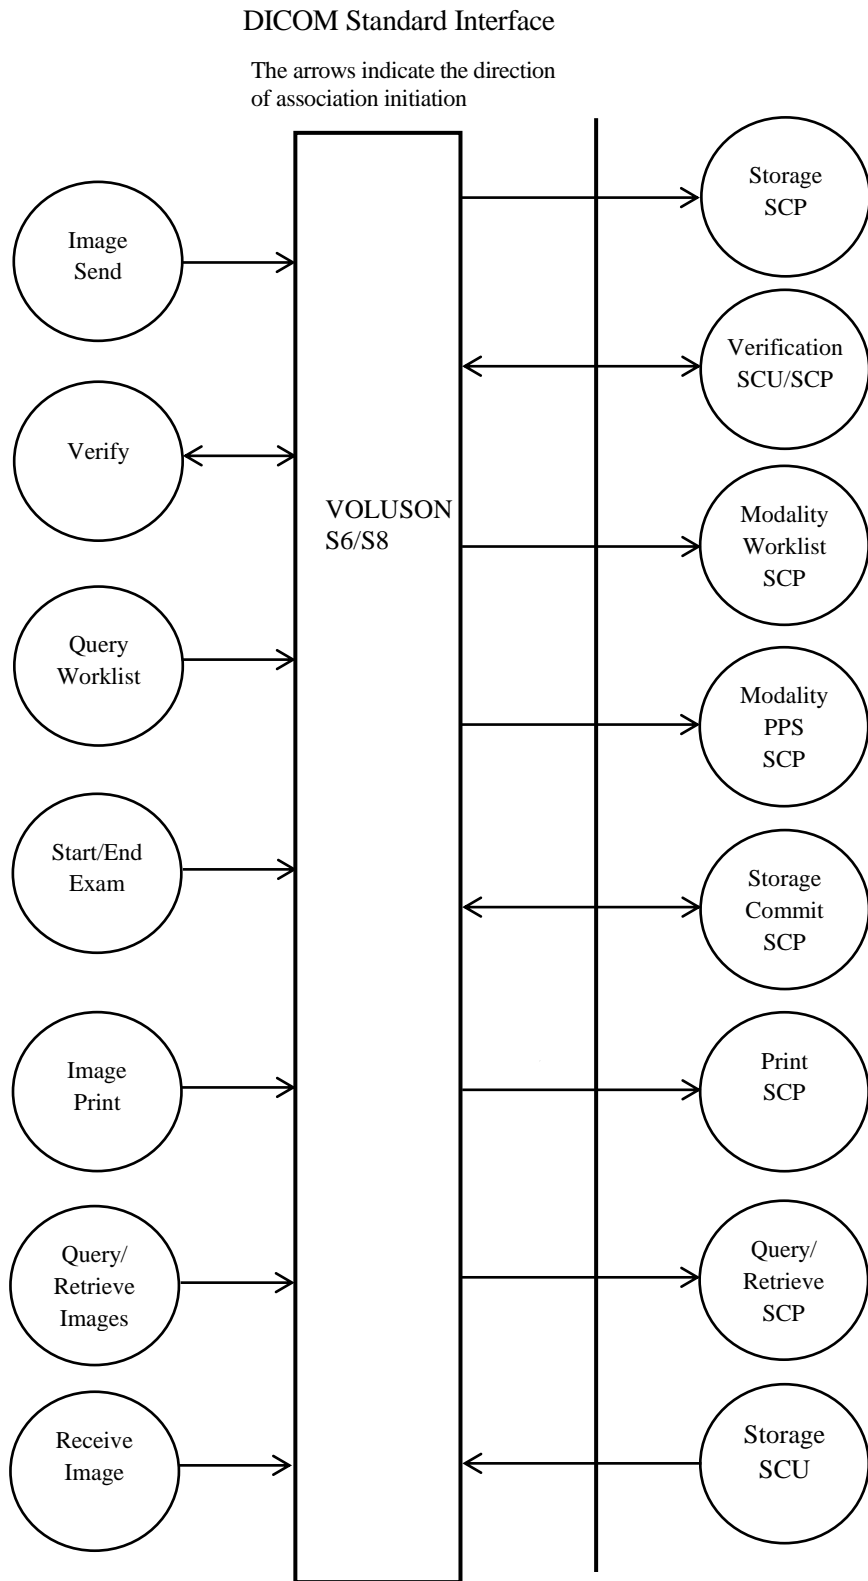 DICOM Standard Interface
The arrows indicate the direction
of association initiation
Image
Send
Verify
Query
Worklist
Start/End
Exam
Image
Print
Query/
Retrieve
Images
Receive
Image
VOLUSON
S6/S8
Storage
SCP
Verification
SCU/SCP
Modality
Worklist
SCP
Modality
PPS
SCP
Storage
Commit
SCP
Print
SCP
Query/
Retrieve
SCP
Storage
SCU